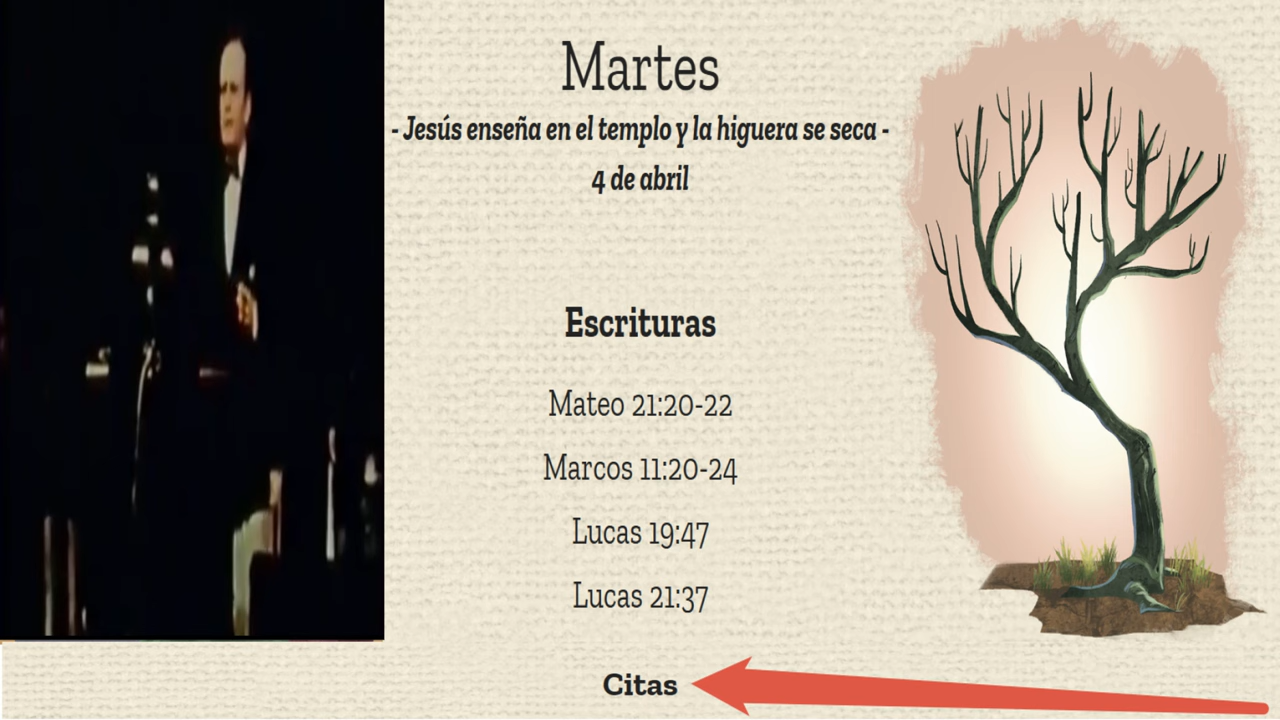 Martes
- Jesús enseña en el templo y la higuera se seca -
4 de abril
Escrituras
Mateo 21:20-22
Marcos 11:20-24
Lucas 19:47
Lucas 21:37
Citas